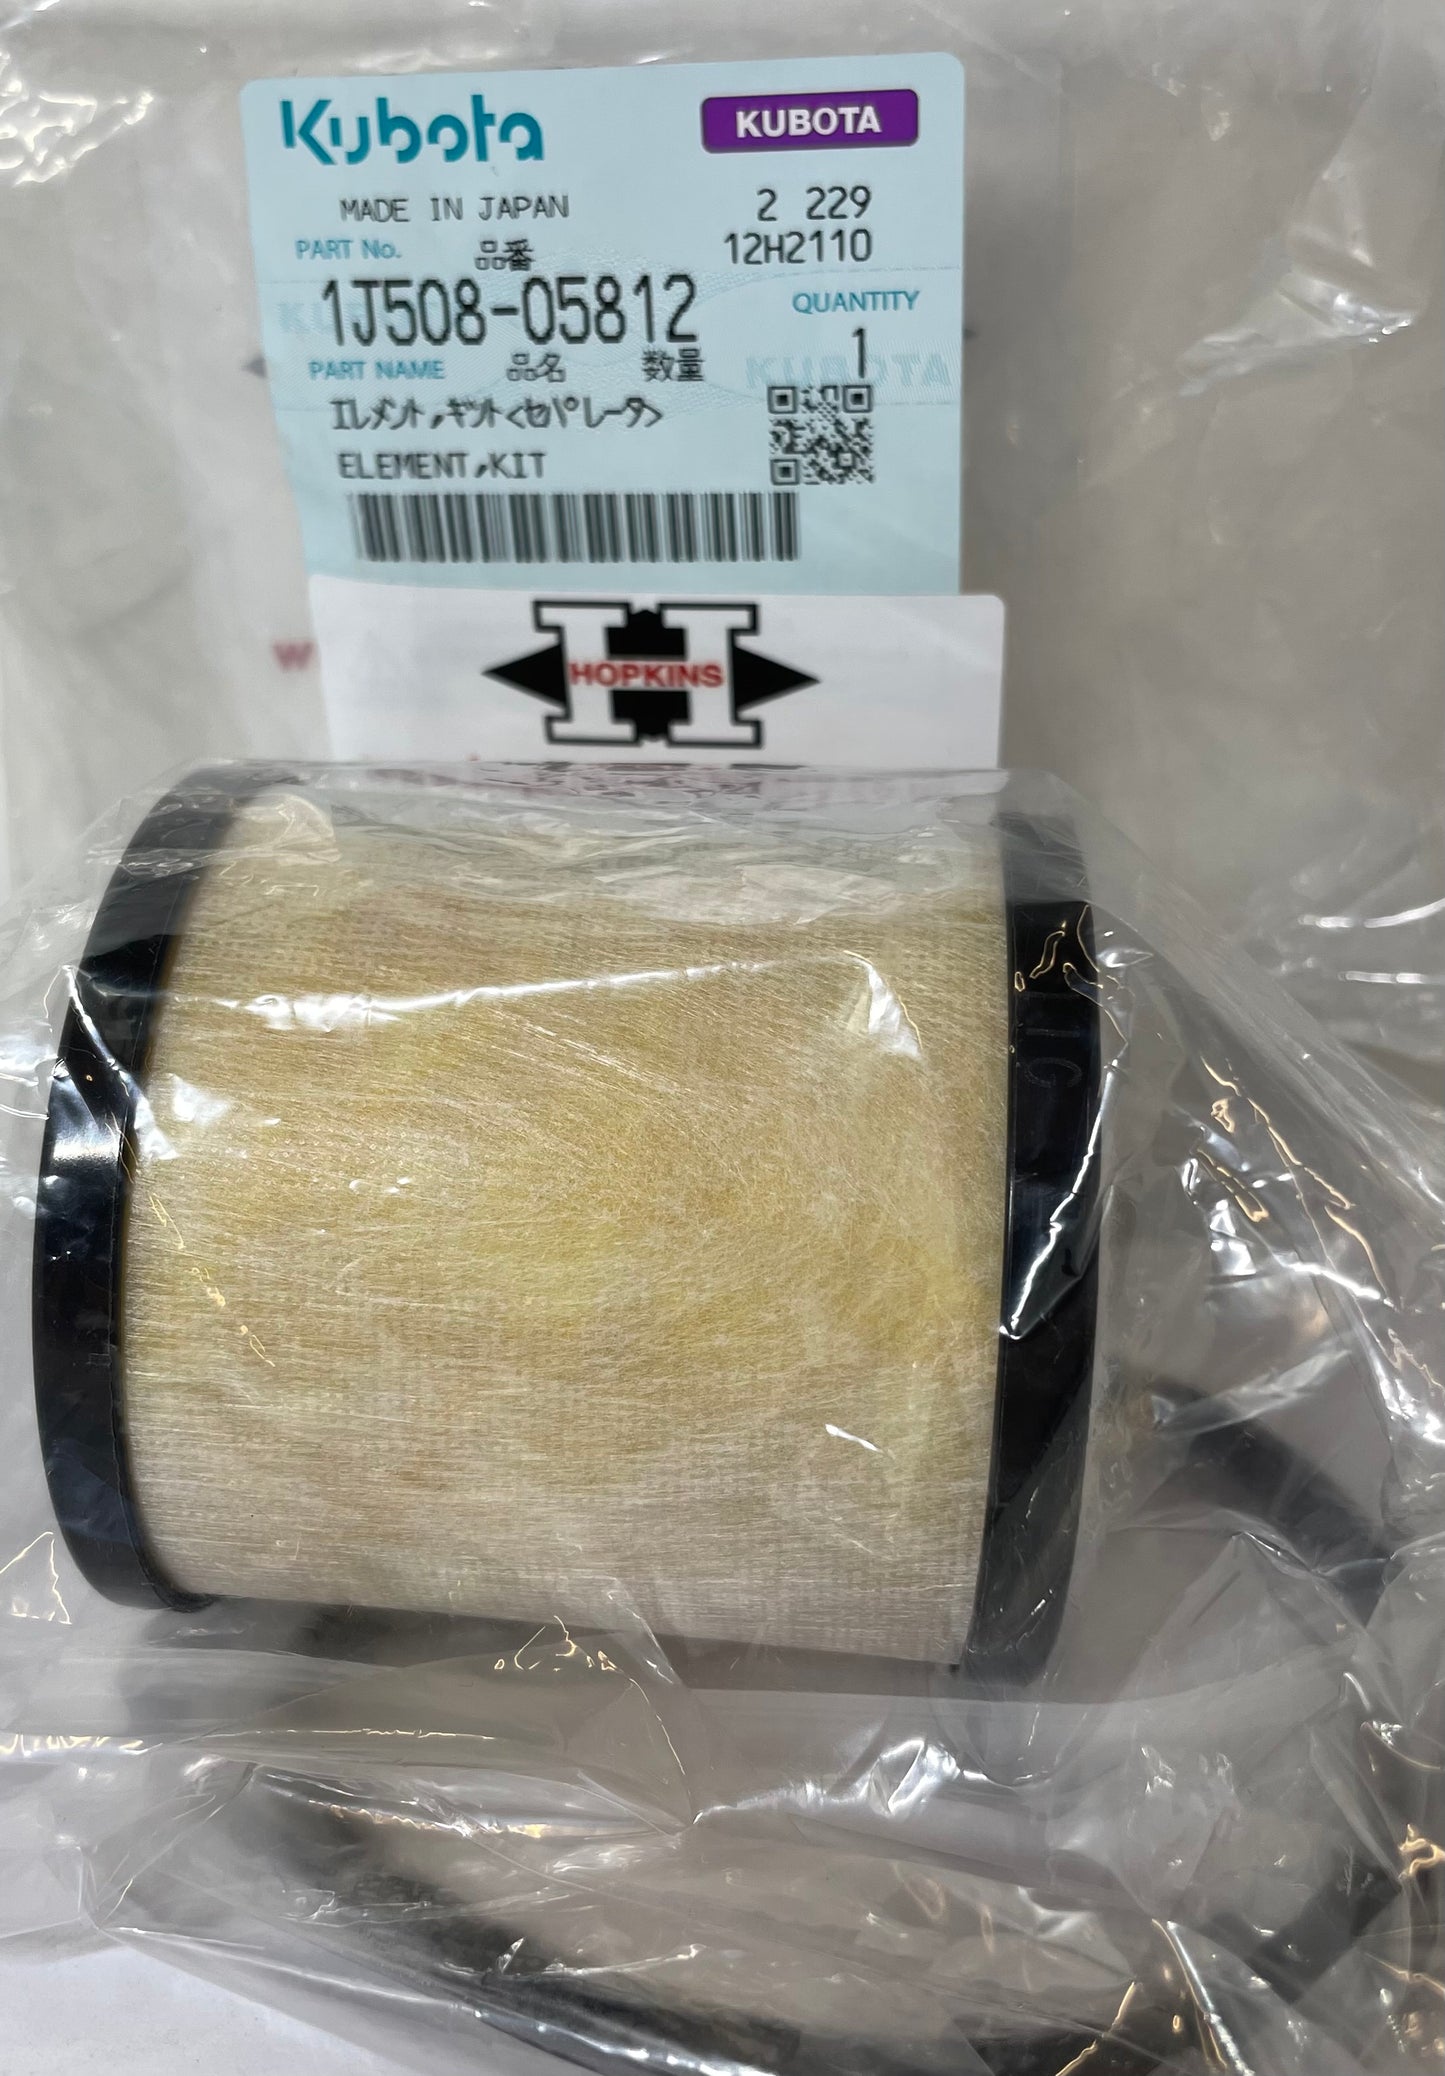 Kubota KUBOTA
MADE IN JAPAN 2 229
PART No. 品番 12H2110
1J508-05812 QUANTITY
PART NAME 品名 数量 1
KUBOTA
エレメント,キット<セパレータ>
ELEMENT,KIT
W
H
HOPKINS